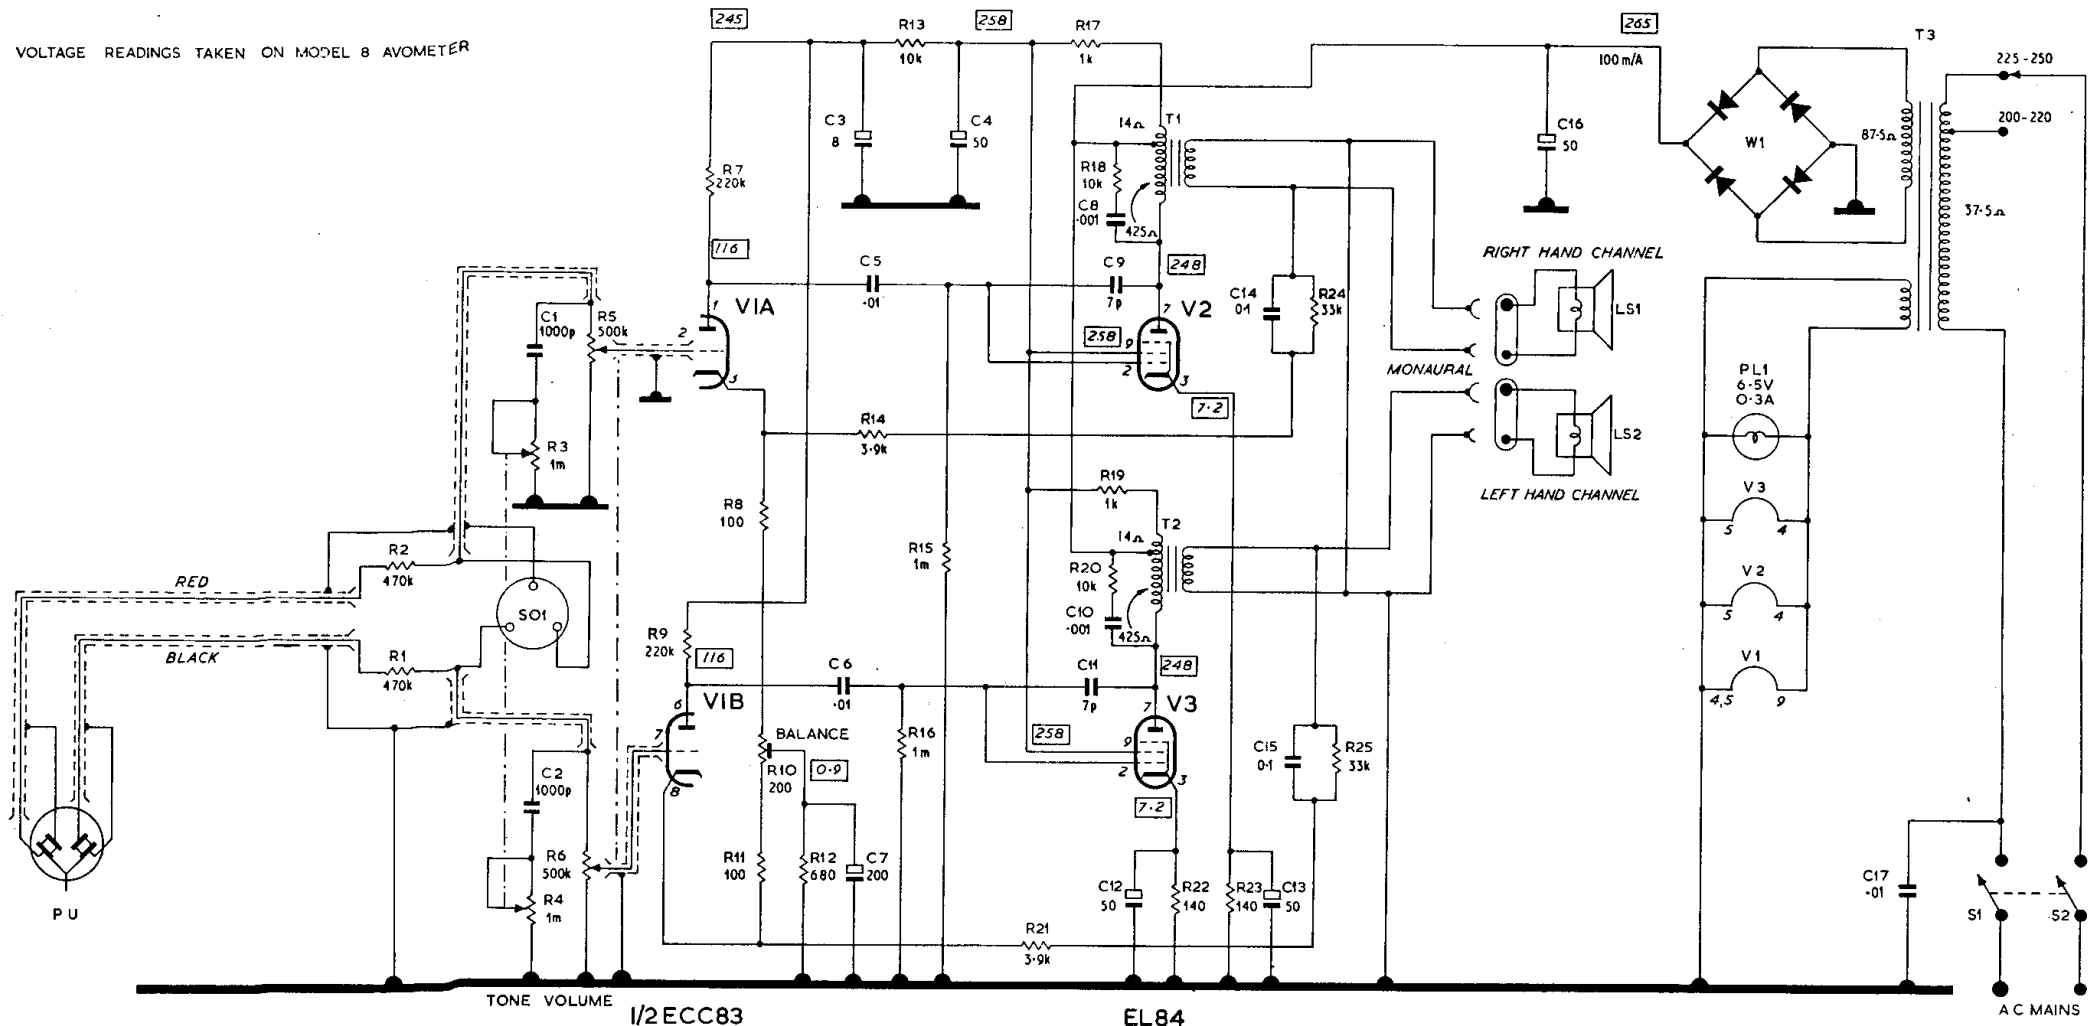 VOLTAGE READINGS TAKEN ON MODEL 8 AVOMETER
245
R13
10k
258
R17
1k
265
100 m/A
T3
225-250
200-220
C3
8
C4
50
14Ω
T1
C16
50
W1
87·5Ω
37·5Ω
R7
220k
R18
10k
C8
·001
425Ω
116
C5
·01
C9
7p
248
RIGHT HAND CHANNEL
LS1
C1
1000p
R5
500k
2
1
V1A
3
258
9
2
7
V2
3
7·2
C14
0·1
R24
33k
MONAURAL
PL1
6·5V
0·3A
R3
1m
R14
3·9k
LS2
LEFT HAND CHANNEL
R8
100
R19
1k
T2
14Ω
V3
5
4
R2
470k
RED
SO1
R15
1m
R20
10k
C10
·001
425Ω
V2
5
4
BLACK
R1
470k
R9
220k
116
C6
·01
C11
7p
248
V1
4,5
9
6
V1B
7
8
BALANCE
R10
200
0·9
R16
1m
258
9
2
7
V3
3
7·2
C15
0·1
R25
33k
C2
1000p
R6
500k
R4
1m
PU
R11
100
R12
680
C7
200
C12
50
R22
140
R23
140
C13
50
C17
·01
S1
S2
R21
3·9k
TONE VOLUME
1/2 ECC83
EL84
A C MAINS